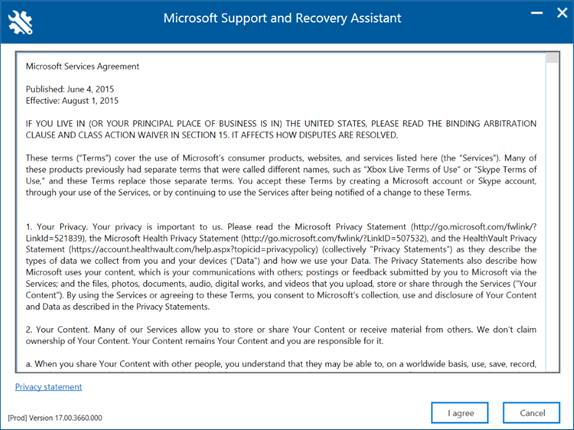 Microsoft Support and Recovery Assistant
Microsoft Services Agreement
Published: June 4, 2015
Effective: August 1, 2015
IF YOU LIVE IN (OR YOUR PRINCIPAL PLACE OF BUSINESS IS IN) THE UNITED STATES, PLEASE READ THE BINDING ARBITRATION
CLAUSE AND CLASS ACTION WAIVER IN SECTION 15. IT AFFECTS HOW DISPUTES ARE RESOLVED.
These terms ("Terms") cover the use of Microsoft's consumer products, websites, and services listed here (the "Services"). Many of
these products previously had separate terms that were called different names, such as "Xbox Live Terms of Use" or "Skype Terms of
Use," and these Terms replace those separate terms. You accept these Terms by creating a Microsoft account or Skype account,
through your use of the Services, or by continuing to use the Services after being notified of a change to these Terms.
1. Your Privacy. Your privacy is important to us. Please read the Microsoft Privacy Statement (http://go.microsoft.com/fwlink/?
LinkId=521839), the Microsoft Health Privacy Statement (http://go.microsoft.com/fwlink/?LinkID=507532), and the HealthVault Privacy
Statement (https://account.healthvault.com/help.aspx?topicid=privacypolicy) (collectively "Privacy Statements") as they describe the
types of data we collect from you and your devices ("Data") and how we use your Data. The Privacy Statements also describe how
Microsoft uses your content, which is your communications with others; postings or feedback submitted by you to Microsoft via the
Services; and the files, photos, documents, audio, digital works, and videos that you upload, store or share through the Services ("Your
Content"). By using the Services or agreeing to these Terms, you consent to Microsoft's collection, use and disclosure of Your Content
and Data as described in the Privacy Statements.
2. Your Content. Many of our Services allow you to store or share Your Content or receive material from others. We don't claim
ownership of Your Content. Your Content remains Your Content and you are responsible for it.
a. When you share Your Content with other people, you understand that they may be able to, on a worldwide basis, use, save, record,
Privacy statement
[Prod] Version 17.00.3660.000
I agree
Cancel